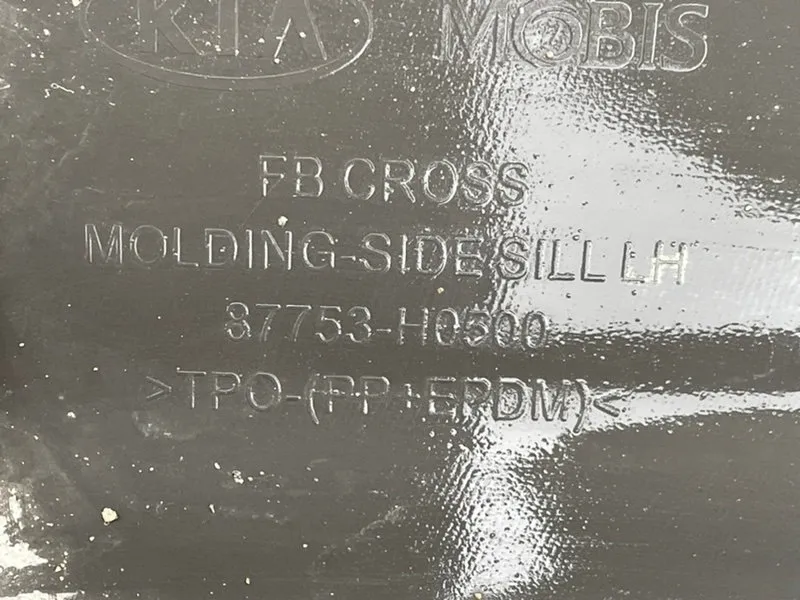 KIA MOBIS
FB CROSS
MOLDING-SIDE SILL LH
87753-H0500
>TPO-(PP+EPDM)<